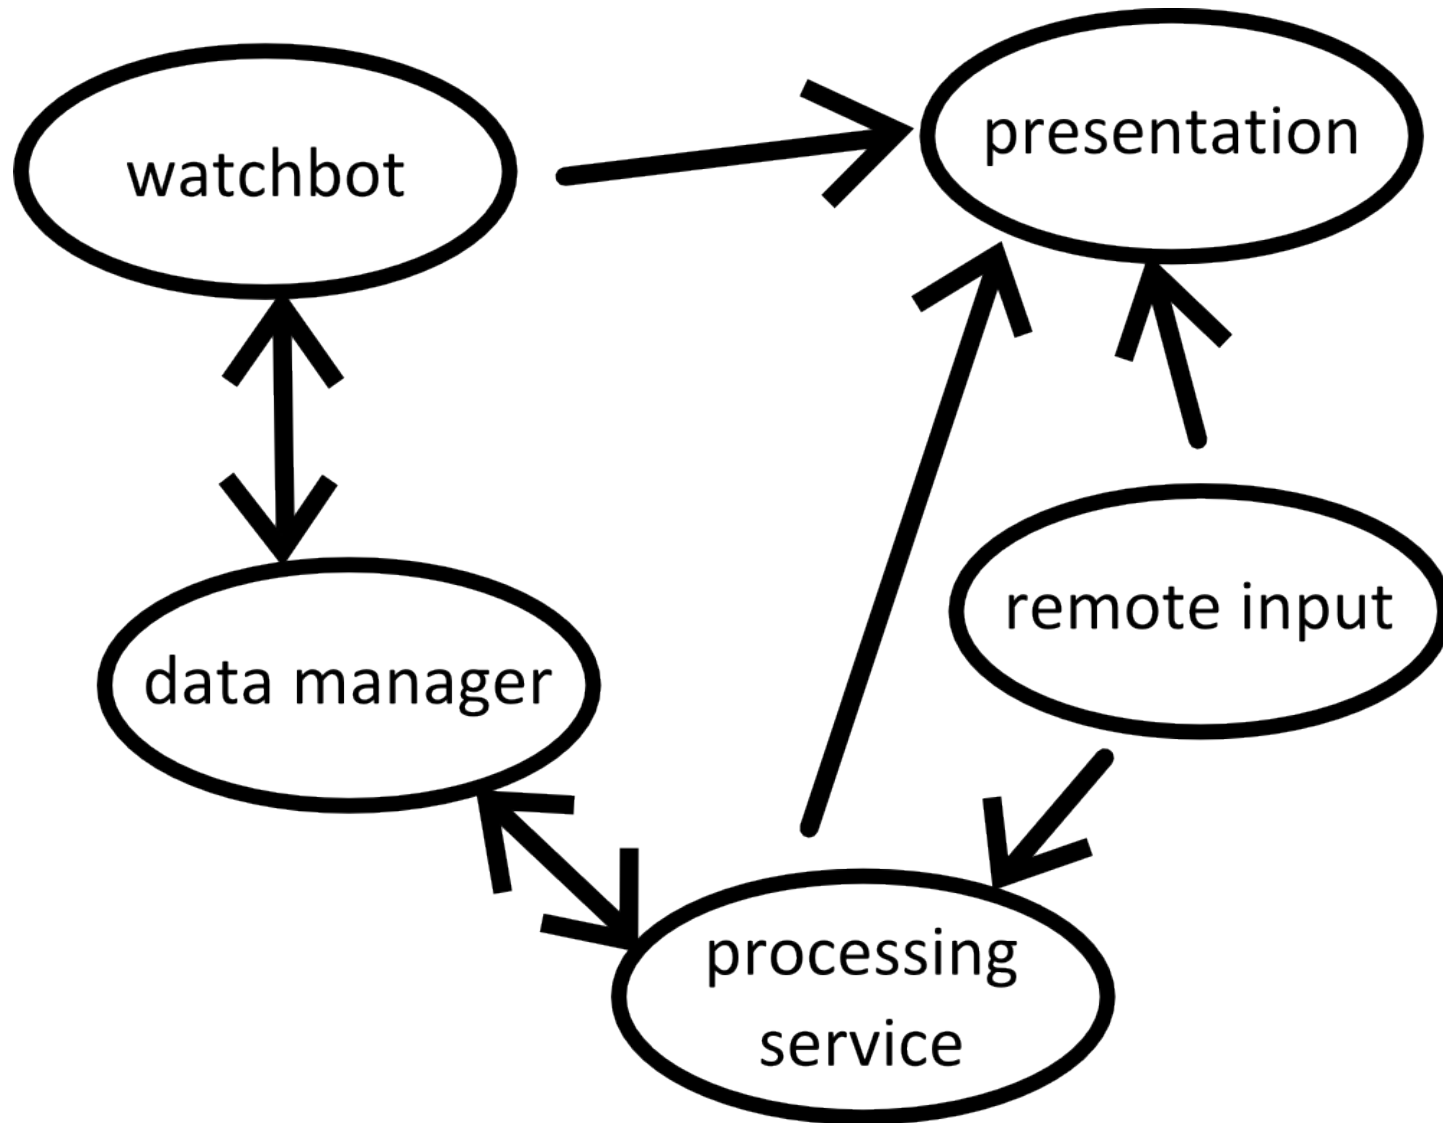 watchbot
presentation
remote input
data manager
processing
service